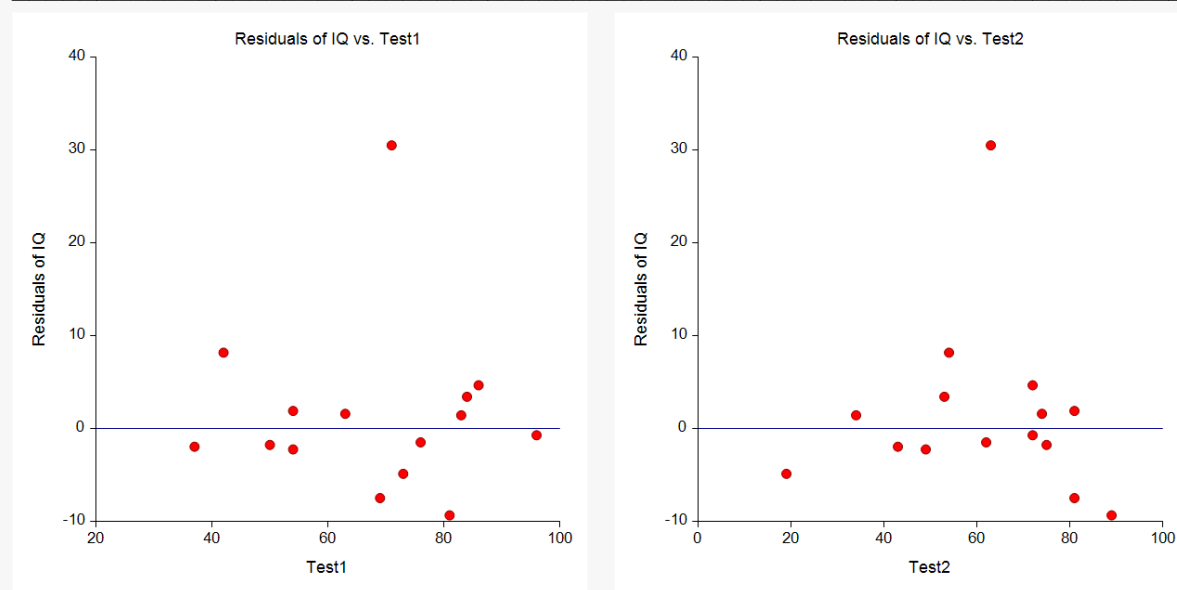 Residuals of IQ vs. Test1
40
30
20
10
0
-10
Residuals of IQ
20 40 60 80 100
Test1
Residuals of IQ vs. Test2
40
30
20
10
0
-10
Residuals of IQ
0 20 40 60 80 100
Test2